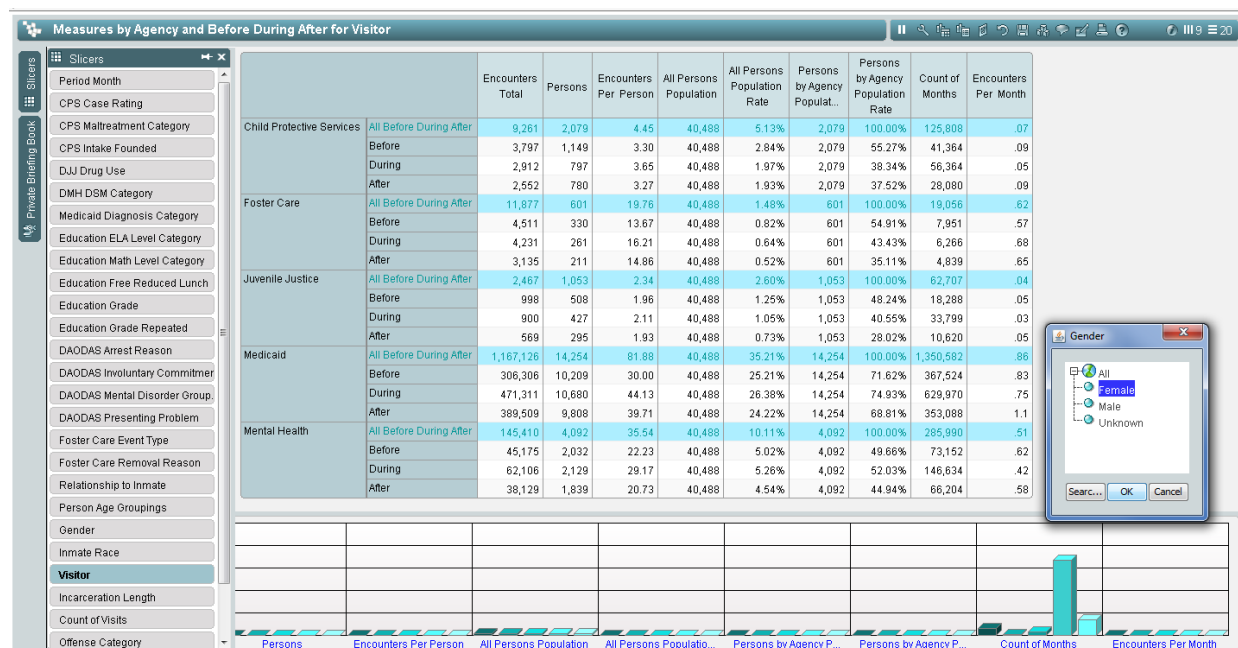 Measures by Agency and Before During After for Visitor
9 20
Slicers
Private Briefing Book
Slicers
Period Month
CPS Case Rating
CPS Maltreatment Category
CPS Intake Founded
DJJ Drug Use
DMH DSM Category
Medicaid Diagnosis Category
Education ELA Level Category
Education Math Level Category
Education Free Reduced Lunch
Education Grade
Education Grade Repeated
DAODAS Arrest Reason
DAODAS Involuntary Commitmer
DAODAS Mental Disorder Group.
DAODAS Presenting Problem
Foster Care Event Type
Foster Care Removal Reason
Relationship to Inmate
Person Age Groupings
Gender
Inmate Race
Visitor
Incarceration Length
Count of Visits
Offense Category
Encounters Total Persons Encounters Per Person All Persons Population All Persons Population Rate Persons by Agency Populat... Persons by Agency Population Rate Count of Months Encounters Per Month
Child Protective Services All Before During After 9,261 2,079 4.45 40,488 5.13% 2,079 100.00% 125,808 .07
Before 3,797 1,149 3.30 40,488 2.84% 2,079 55.27% 41,364 .09
During 2,912 797 3.65 40,488 1.97% 2,079 38.34% 56,364 .05
After 2,552 780 3.27 40,488 1.93% 2,079 37.52% 28,080 .09
Foster Care All Before During After 11,877 601 19.76 40,488 1.48% 601 100.00% 19,056 .62
Before 4,511 330 13.67 40,488 0.82% 601 54.91% 7,951 .57
During 4,231 261 16.21 40,488 0.64% 601 43.43% 6,266 .68
After 3,135 211 14.86 40,488 0.52% 601 35.11% 4,839 .65
Juvenile Justice All Before During After 2,467 1,053 2.34 40,488 2.60% 1,053 100.00% 62,707 .04
Before 998 508 1.96 40,488 1.25% 1,053 48.24% 18,288 .05
During 900 427 2.11 40,488 1.05% 1,053 40.55% 33,799 .03
After 569 295 1.93 40,488 0.73% 1,053 28.02% 10,620 .05
Medicaid All Before During After 1,167,126 14,254 81.88 40,488 35.21% 14,254 100.00% 1,350,582 .86
Before 306,306 10,209 30.00 40,488 25.21% 14,254 71.62% 367,524 .83
During 471,311 10,680 44.13 40,488 26.38% 14,254 74.93% 629,970 .75
After 389,509 9,808 39.71 40,488 24.22% 14,254 68.81% 353,088 1.1
Mental Health All Before During After 145,410 4,092 35.54 40,488 10.11% 4,092 100.00% 285,990 .51
Before 45,175 2,032 22.23 40,488 5.02% 4,092 49.66% 73,152 .62
During 62,106 2,129 29.17 40,488 5.26% 4,092 52.03% 146,634 .42
After 38,129 1,839 20.73 40,488 4.54% 4,092 44.94% 66,204 .58
Gender
All
Female
Male
Unknown
Searc... OK Cancel
Persons Encounters Per Person All Persons Population All Persons Populatio... Persons by Agency P... Persons by Agency P... Count of Months Encounters Per Month